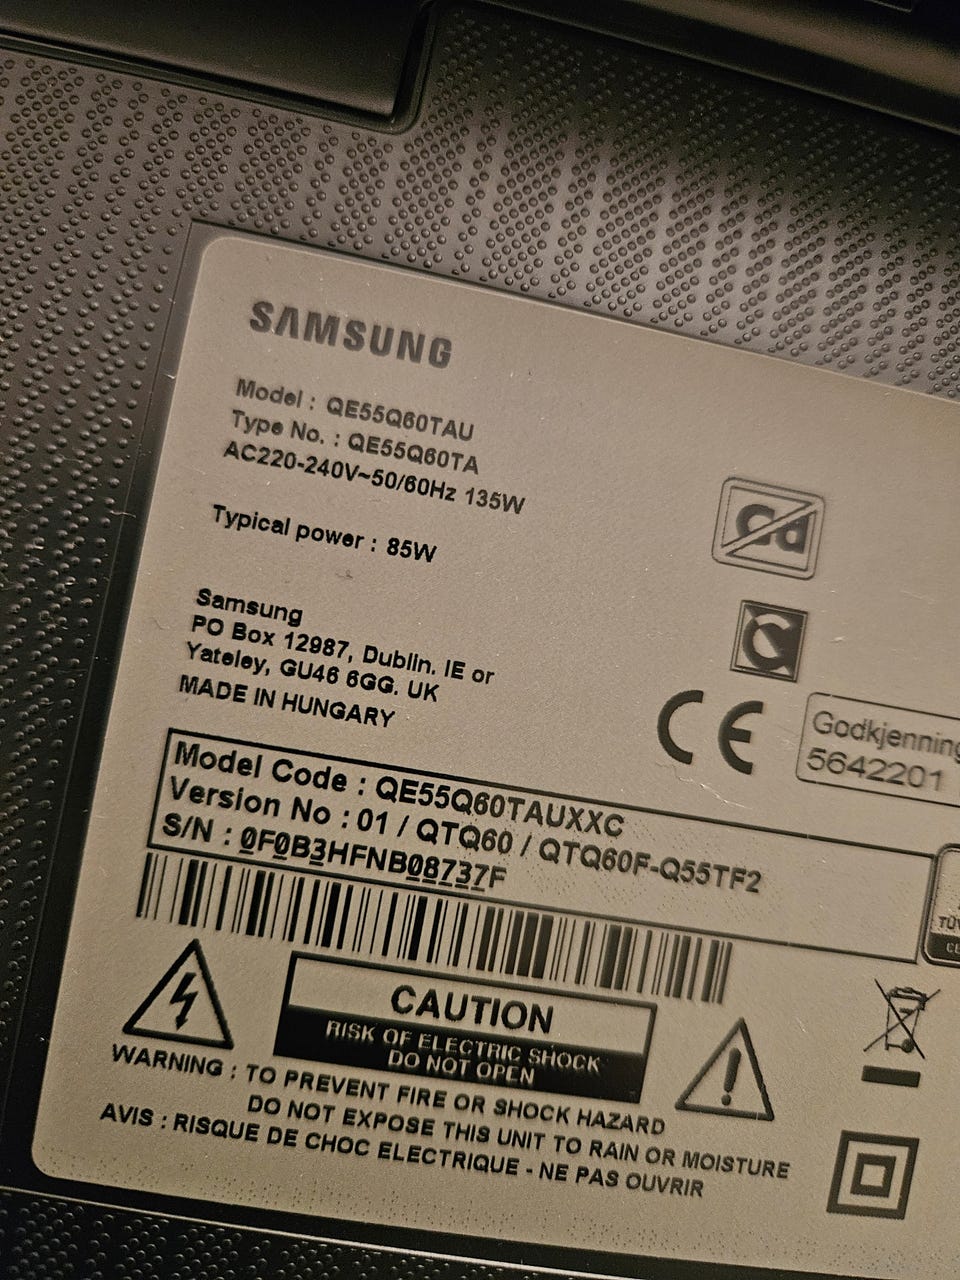 SAMSUNG
Model : QE55Q60TAU
Type No. : QE55Q60TA
AC220-240V~50/60Hz 135W
Typical power : 85W
Cd
Samsung
PO Box 12987, Dublin. IE or
Yateley, GU46 6GG. UK
MADE IN HUNGARY
C
CE
Godkjenning
5642201
Model Code : QE55Q60TAUXXC
Version No : 01 / QTQ60 / QTQ60F-Q55TF2
S/N : 0F0B3HFNB08737F
TÜV
CAUTION
RISK OF ELECTRIC SHOCK
DO NOT OPEN
WARNING : TO PREVENT FIRE OR SHOCK HAZARD
DO NOT EXPOSE THIS UNIT TO RAIN OR MOISTURE
AVIS : RISQUE DE CHOC ELECTRIQUE - NE PAS OUVRIR